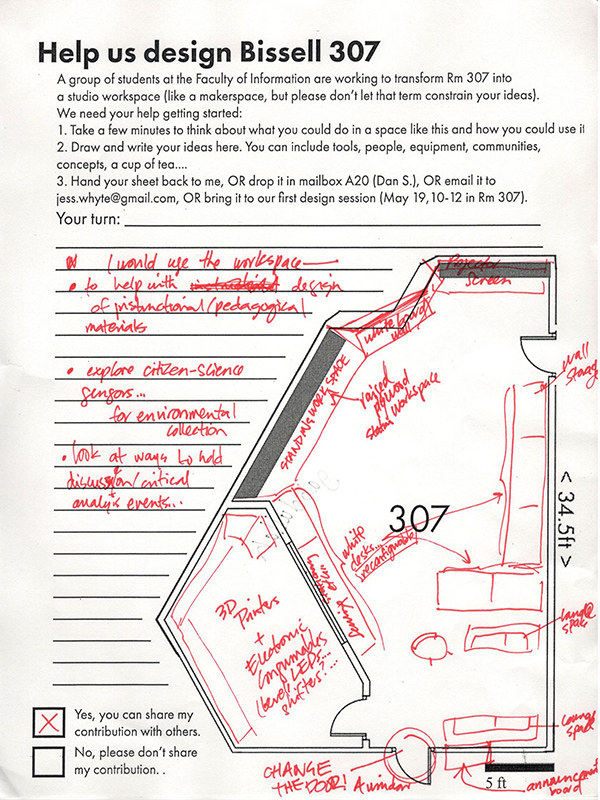 Help us design Bissell 307
A group of students at the Faculty of Information are working to transform Rm 307 into
a studio workspace (like a makerspace, but please don't let that term constrain your ideas).
We need your help getting started:
1. Take a few minutes to think about what you could do in a space like this and how you could use it
2. Draw and write your ideas here. You can include tools, people, equipment, communities,
concepts, a cup of tea....
3. Hand your sheet back to me, OR drop it in mailbox A20 (Dan S.), OR email it to
jess.whyte@gmail.com, OR bring it to our first design session (May 19,10-12 in Rm 307).
Your turn:
I would use the workspace—
• to help with design
of instructional/pedagogical
materials
• explore citizen-science
sensors...
for environmental
collection
• look at ways to hold
discussion/critical
analysis events...
Projector
Screen
white board
wall
STANDING WORK SPACE
raised
plywood
station workspace
wall
storage
307
< 34.5ft >
white
desks...
reconfigurable
3D Printers
+
Electronic
Consumables
LEDs...
shifters?....
lounge
space
lounge
space
CHANGE
THE DOOR!
A window
announcement
board
5 ft
Yes, you can share my
contribution with others.
No, please don't share
my contribution. .